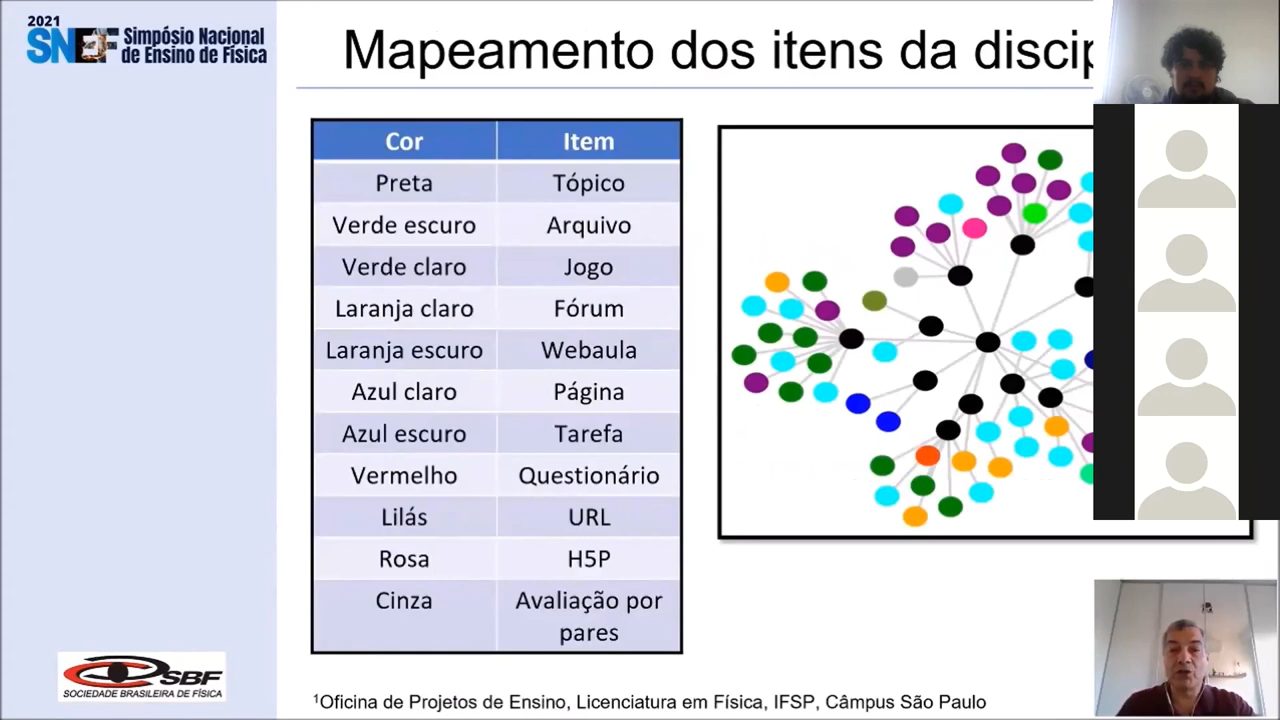 2021
SNEF Simpósio Nacional
de Ensino de Física
Mapeamento dos itens da discip
Cor Item
Preta Tópico
Verde escuro Arquivo
Verde claro Jogo
Laranja claro Fórum
Laranja escuro Webaula
Azul claro Página
Azul escuro Tarefa
Vermelho Questionário
Lilás URL
Rosa H5P
Cinza Avaliação por
pares
SBF
SOCIEDADE BRASILEIRA DE FÍSICA
¹Oficina de Projetos de Ensino, Licenciatura em Física, IFSP, Câmpus São Paulo